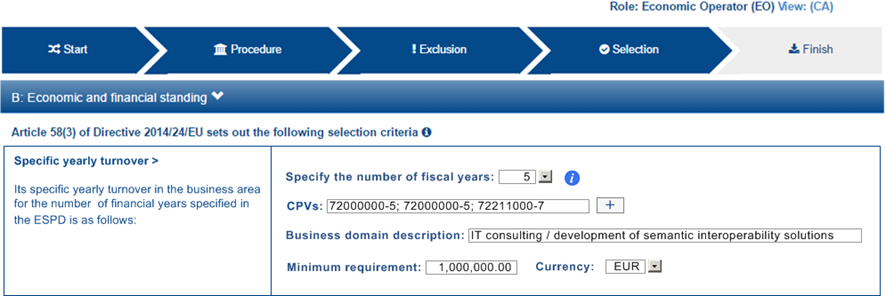 Role: Economic Operator (EO) View: (CA)
Start Procedure Exclusion Selection Finish
B: Economic and financial standing
Article 58(3) of Directive 2014/24/EU sets out the following selection criteria
Specific yearly turnover >
Its specific yearly turnover in the business area
for the number of financial years specified in
the ESPD is as follows:
Specify the number of fiscal years: 5
CPVs: 72000000-5; 72000000-5; 72211000-7 +
Business domain description: IT consulting / development of semantic interoperability solutions
Minimum requirement: 1,000,000.00 Currency: EUR